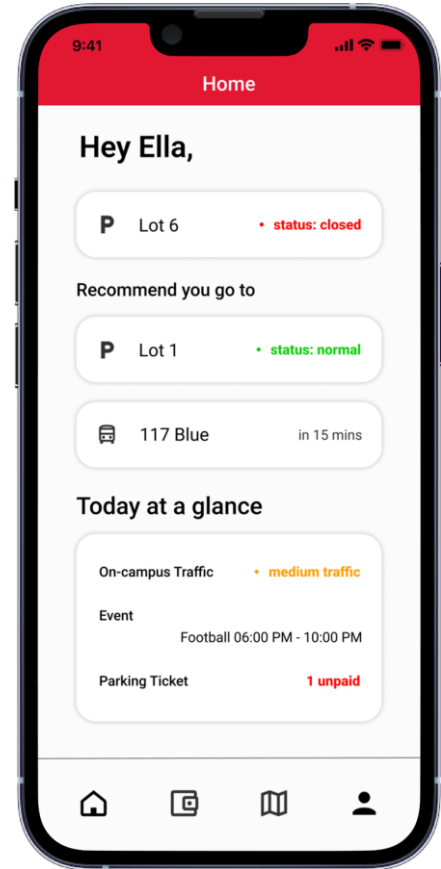 9:41
Home
Hey Ella,
P Lot 6 • status: closed
Recommend you go to
P Lot 1 • status: normal
117 Blue in 15 mins
Today at a glance
On-campus Traffic • medium traffic
Event
Football 06:00 PM - 10:00 PM
Parking Ticket 1 unpaid